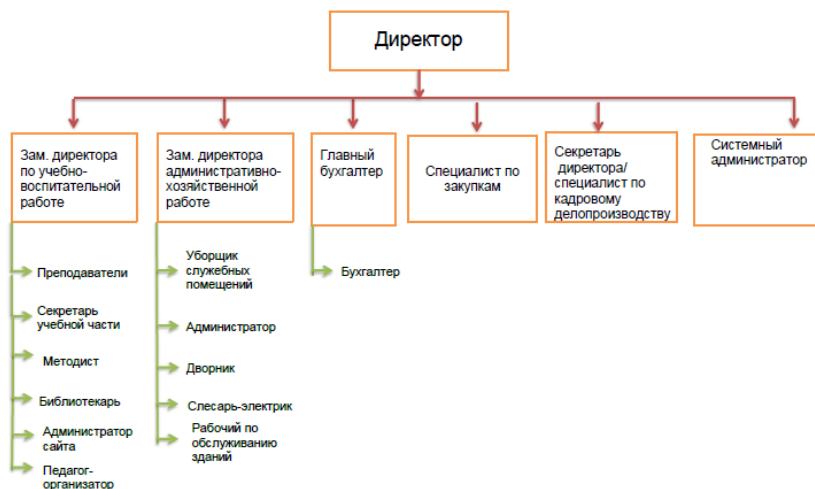 Директор
Зам. директора
по учебно-
воспитательной
работе
Зам. директора
административно-
хозяйственной
работе
Главный
бухгалтер
Специалист по
закупкам
Секретарь
директора/
специалист по
кадровому
делопроизводству
Системный
администратор
Преподаватели
Секретарь
учебной части
Методист
Библиотекарь
Администратор
сайта
Педагог-
организатор
Уборщик
служебных
помещений
Администратор
Дворник
Слесарь-электрик
Рабочий по
обслуживанию
зданий
Бухгалтер